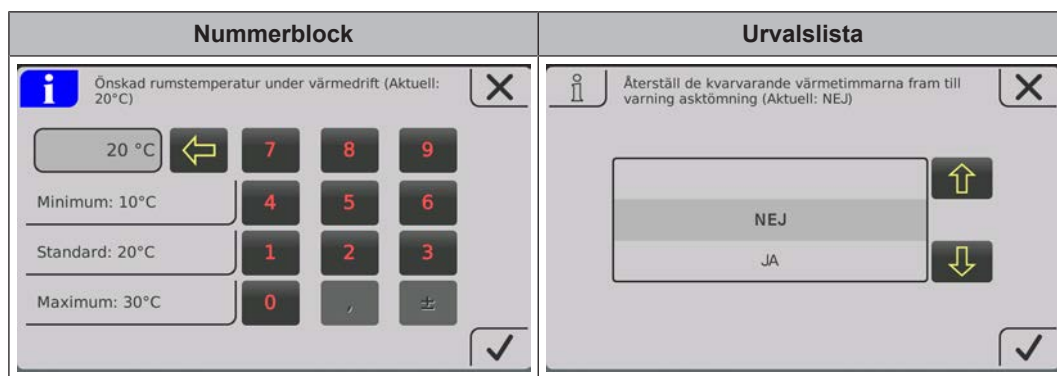 Nummerblock
Urvalslista
i
Önskad rumstemperatur under värmedrift (Aktuell:
20°C)
20 °C
7 8 9
Minimum: 10°C
4 5 6
Standard: 20°C
1 2 3
Maximum: 30°C
0 , ±
i
Återställ de kvarvarande värmetimmarna fram till
varning asktömning (Aktuell: NEJ)
NEJ
JA